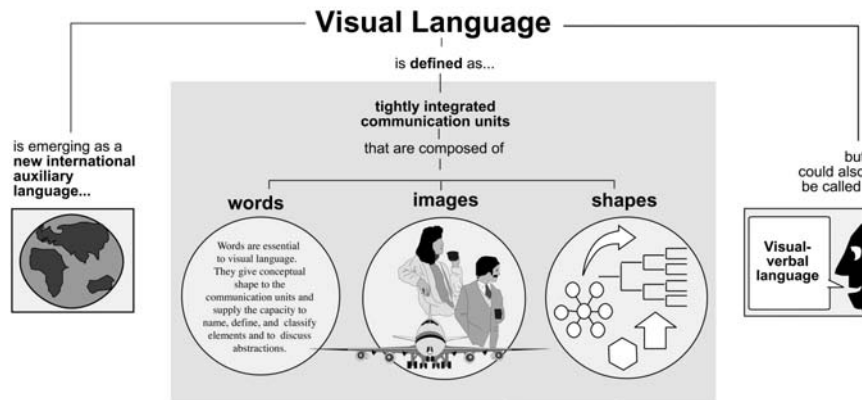 Visual Language
is defined as...
tightly integrated
communication units
that are composed of
is emerging as a
new international
auxiliary
language...
words
images
shapes
Words are essential
to visual language.
They give conceptual
shape to the
communication units and
supply the capacity to
name, define, and classify
elements and to discuss
abstractions.
but
could also
be called
Visual-
verbal
language